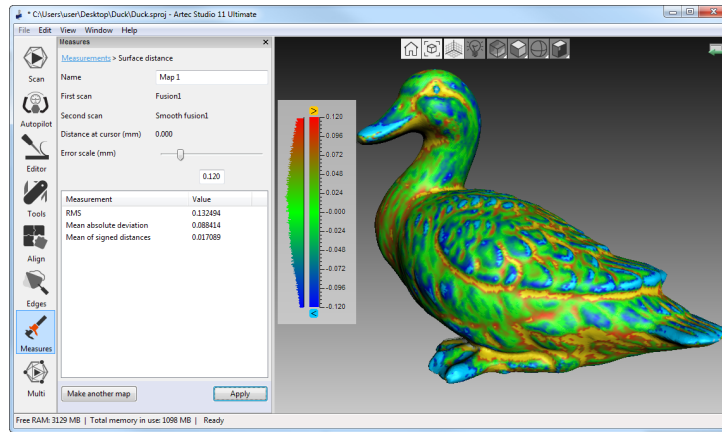 * C:\Users\user\Desktop\Duck\Duck.sproj - Artec Studio 11 Ultimate
File Edit View Window Help
Scan
Autopilot
Editor
Tools
Align
Edges
Measures
Multi
Measures
Measurements > Surface distance
Name Map 1
First scan Fusion1
Second scan Smooth fusion1
Distance at cursor (mm) 0.000
Error scale (mm)
0.120
Measurement Value
RMS 0.132494
Mean absolute deviation 0.088414
Mean of signed distances 0.017089
Make another map Apply
>
0.120
0.096
0.072
0.048
0.024
-0.000
-0.024
-0.048
-0.072
-0.096
-0.120
<
Free RAM: 3129 MB | Total memory in use: 1098 MB | Ready